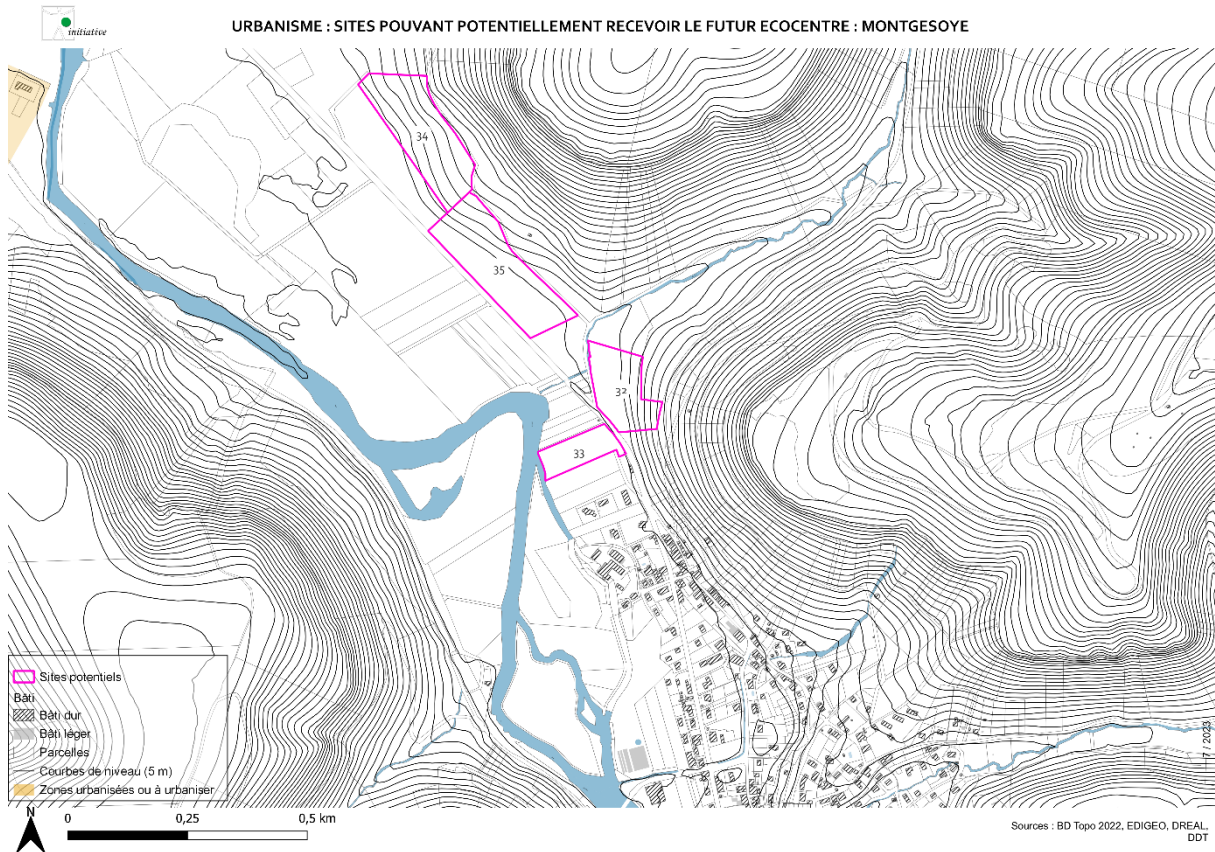 initiative
URBANISME : SITES POUVANT POTENTIELLEMENT RECEVOIR LE FUTUR ECOCENTRE : MONTGESOYE
34
35
32
33
Sites potentiels
Bâti
Bâti dur
Bâti léger
Parcelles
Courbes de niveau (5 m)
Zones urbanisées ou à urbaniser
7 / 2023
N
0 0,25 0,5 km
Sources : BD Topo 2022, EDIGEO, DREAL,
DDT